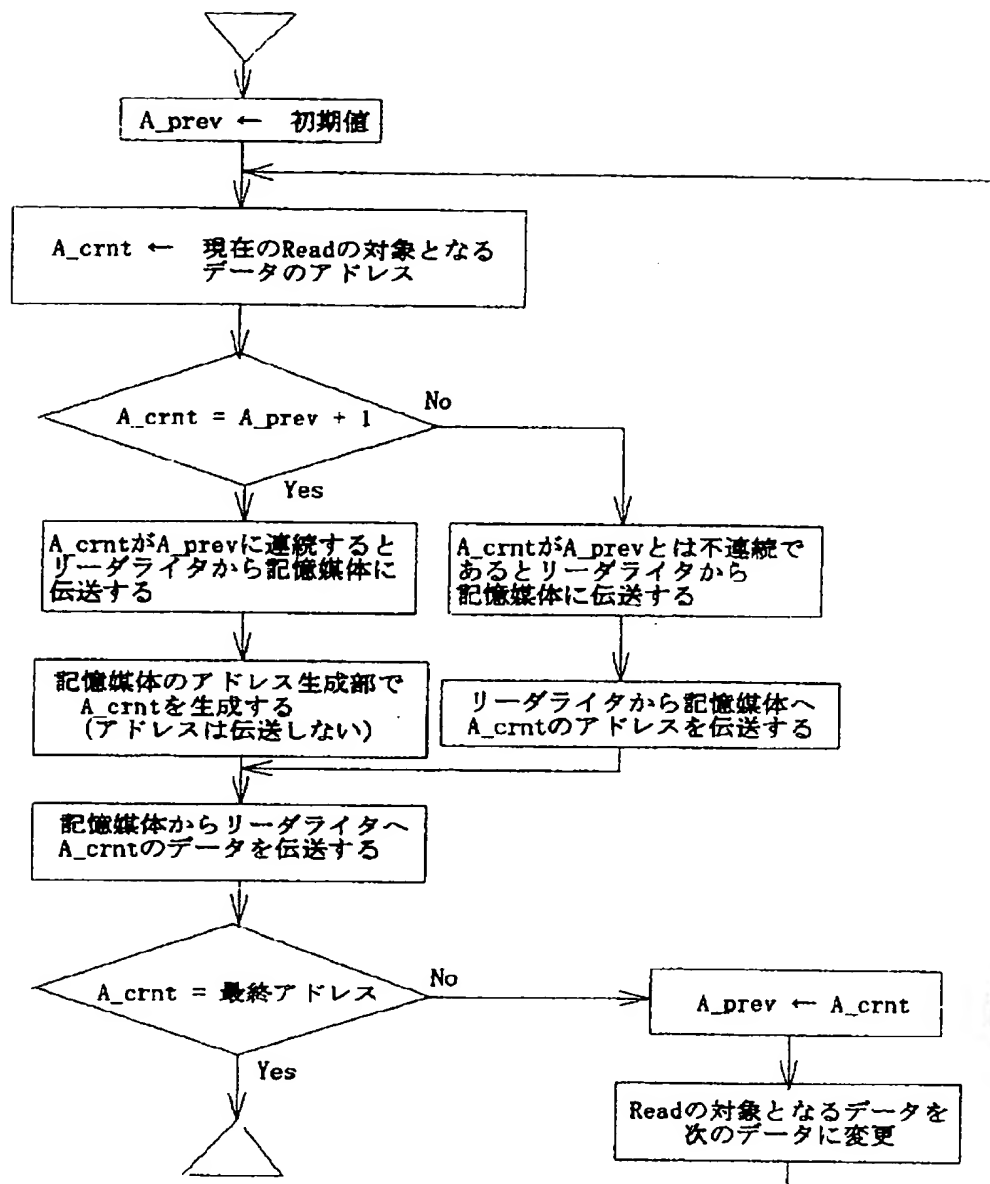 A_prev ← 初期値
A_crnt ← 現在のReadの対象となる
データのアドレス
A_crnt = A_prev + 1
No
Yes
A_crntがA_prevに連続すると
リーダライタから記憶媒体に
伝送する
A_crntがA_prevとは不連続で
あるとリーダライタから
記憶媒体に伝送する
記憶媒体のアドレス生成部で
A_crntを生成する
(アドレスは伝送しない)
リーダライタから記憶媒体へ
A_crntのアドレスを伝送する
記憶媒体からリーダライタへ
A_crntのデータを伝送する
A_crnt = 最終アドレス
No
Yes
A_prev ← A_crnt
Readの対象となるデータを
次のデータに変更